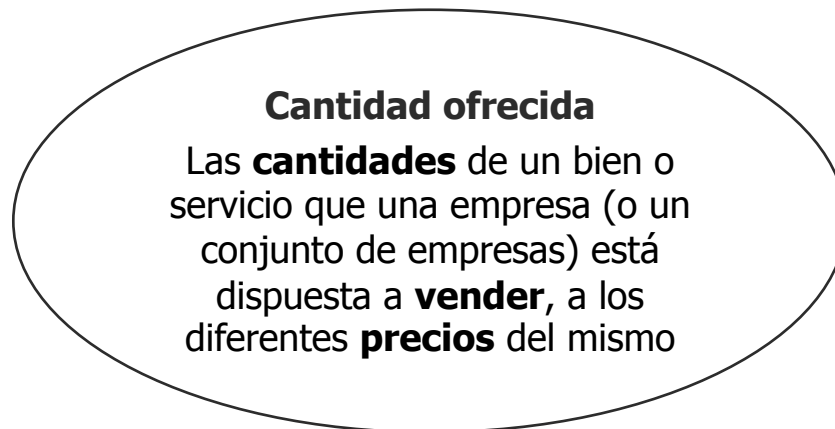 Cantidad ofrecida
Las cantidades de un bien o
servicio que una empresa (o un
conjunto de empresas) está
dispuesta a vender, a los
diferentes precios del mismo